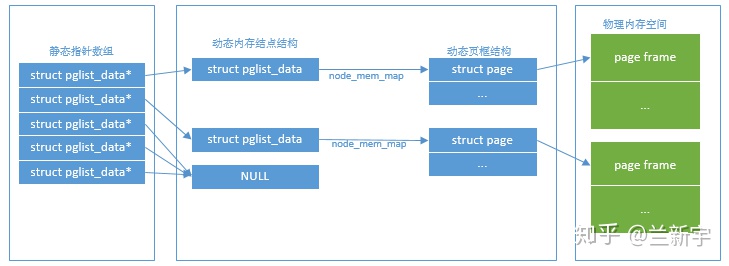 静态指针数组
struct pglist_data*
struct pglist_data*
struct pglist_data*
struct pglist_data*
struct pglist_data*
动态内存结点结构
struct pglist_data
node_mem_map
struct pglist_data
node_mem_map
NULL
动态页框结构
struct page
...
struct page
...
物理内存空间
page frame
...
page frame
...
知乎 @兰新宇